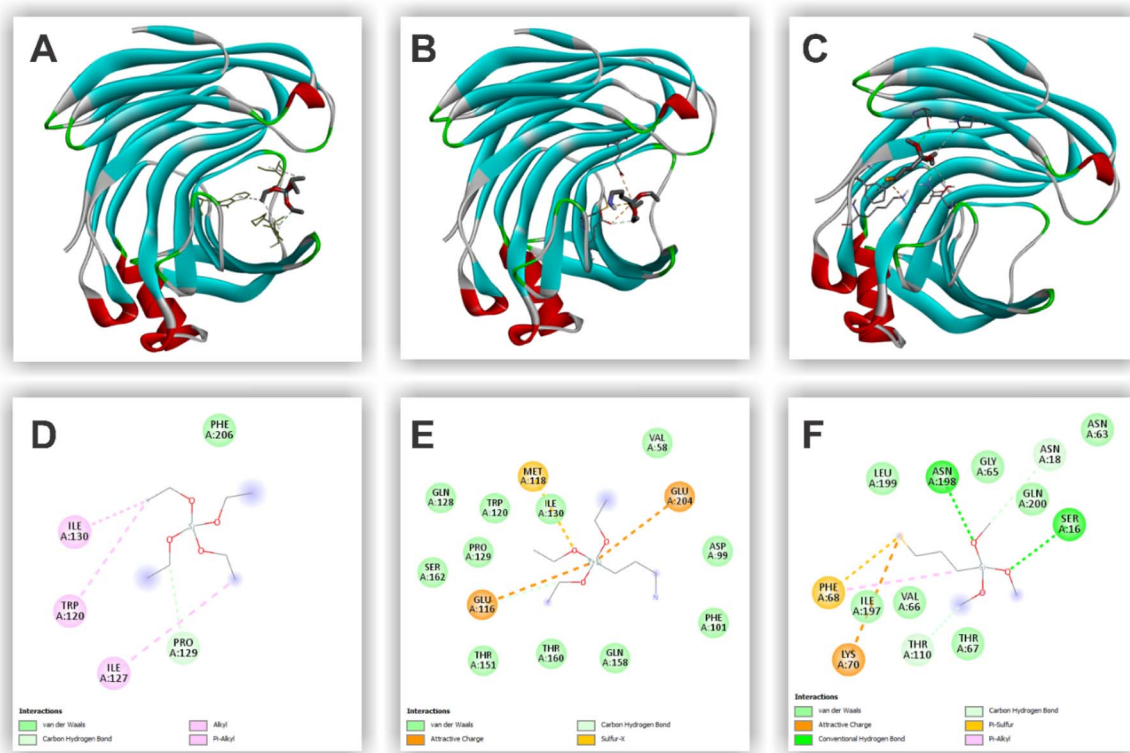 A
B
C
D
PHE
A:206
ILE
A:130
TRP
A:120
PRO
A:129
ILE
A:127
Interactions
van der Waals
Carbon Hydrogen Bond
Alkyl
Pi-Alkyl
E
VAL
A:58
MET
A:118
GLU
A:204
GLN
A:128
TRP
A:120
ILE
A:130
PRO
A:129
ASP
A:99
SER
A:162
Si
N
GLU
A:116
PHE
A:101
THR
A:151
THR
A:160
GLN
A:158
Interactions
van der Waals
Attractive Charge
Carbon Hydrogen Bond
Sulfur-X
F
ASN
A:63
ASN
A:18
LEU
A:199
ASN
A:198
GLY
A:65
GLN
A:200
SER
A:16
PHE
A:68
ILE
A:197
VAL
A:66
THR
A:110
THR
A:67
LYS
A:70
Interactions
van der Waals
Attractive Charge
Conventional Hydrogen Bond
Carbon Hydrogen Bond
Pi-Sulfur
Pi-Alkyl